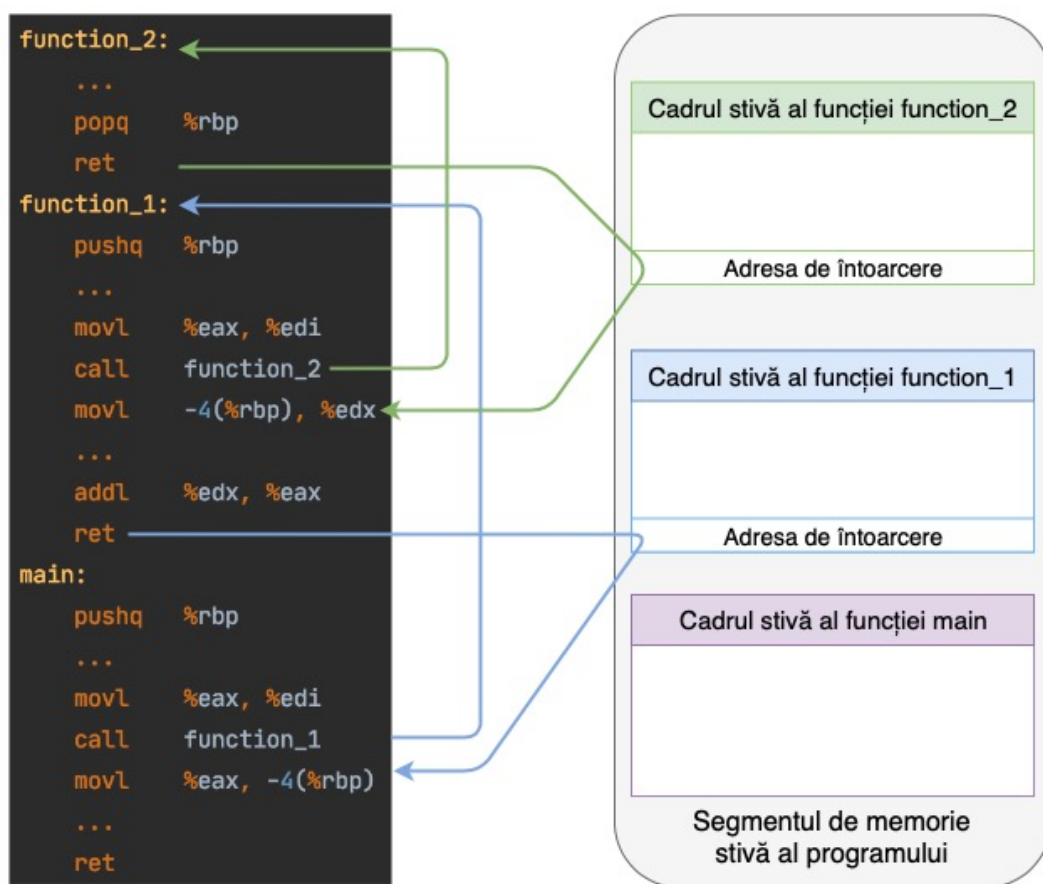 function_2:
...
popq %rbp
ret
function_1:
pushq %rbp
...
movl %eax, %edi
call function_2
movl -4(%rbp), %edx
...
addl %edx, %eax
ret
main:
pushq %rbp
...
movl %eax, %edi
call function_1
movl %eax, -4(%rbp)
...
ret
Cadrul stivă al funcției function_2
Adresa de întoarcere
Cadrul stivă al funcției function_1
Adresa de întoarcere
Cadrul stivă al funcției main
Segmentul de memorie
stivă al programului